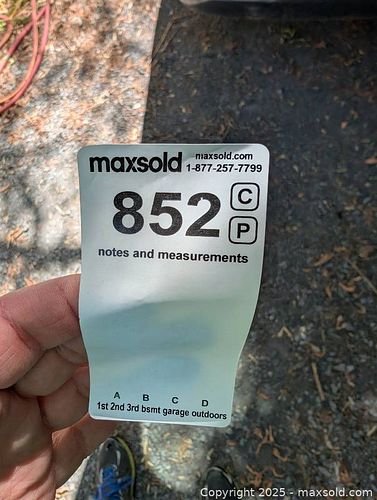 maxsold maxsold.com
1-877-257-7799
852 C
P
notes and measurements
A B C D
1st 2nd 3rd bsmt garage outdoors
Copyright 2025 - maxsold.com